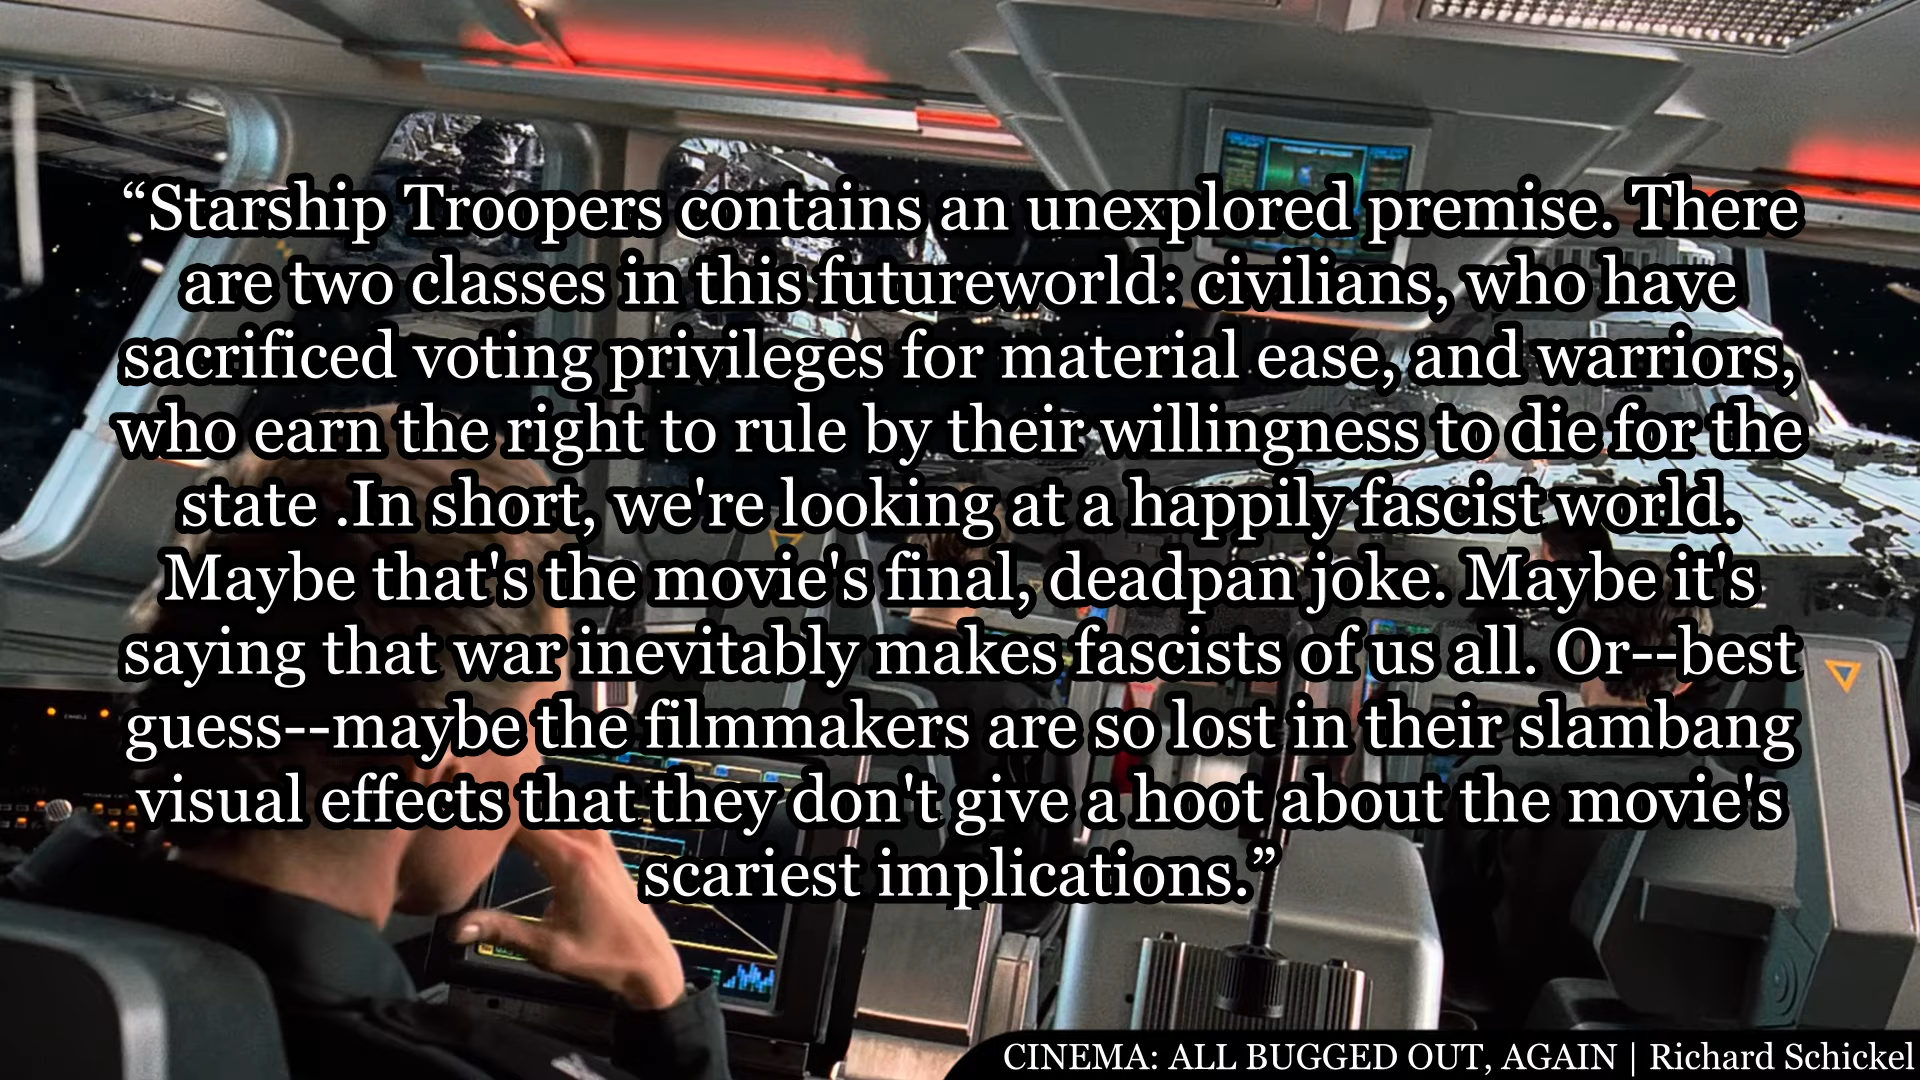 “Starship Troopers contains an unexplored premise. There
are two classes in this futureworld: civilians, who have
sacrificed voting privileges for material ease, and warriors,
who earn the right to rule by their willingness to die for the
state .In short, we're looking at a happily fascist world.
Maybe that's the movie's final, deadpan joke. Maybe it's
saying that war inevitably makes fascists of us all. Or--best
guess--maybe the filmmakers are so lost in their slambang
visual effects that they don't give a hoot about the movie's
scariest implications.”
CINEMA: ALL BUGGED OUT, AGAIN | Richard Schickel